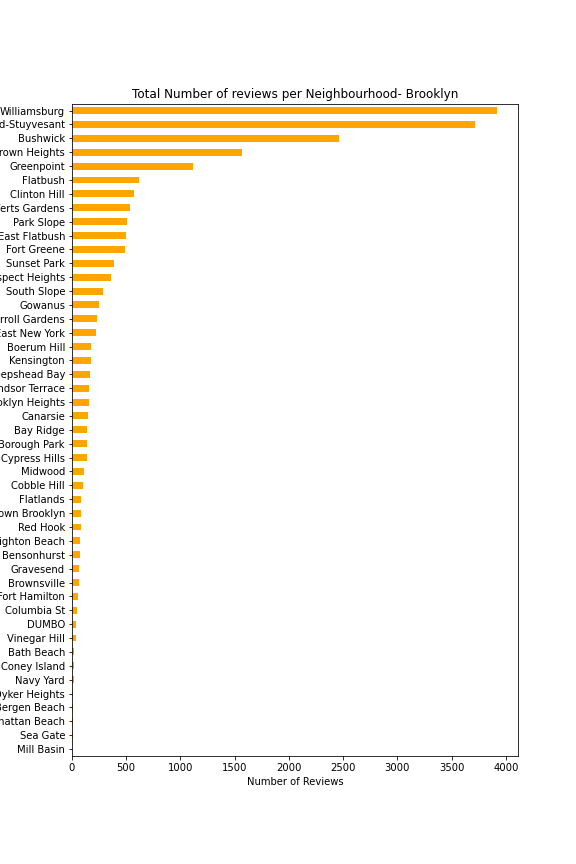 Total Number of reviews per Neighbourhood- Brooklyn
Williamsburg
d-Stuyvesant
Bushwick
rown Heights
Greenpoint
Flatbush
Clinton Hill
erts Gardens
Park Slope
East Flatbush
Fort Greene
Sunset Park
spect Heights
South Slope
Gowanus
rroll Gardens
East New York
Boerum Hill
Kensington
epshead Bay
ndsor Terrace
oklyn Heights
Canarsie
Bay Ridge
Borough Park
Cypress Hills
Midwood
Cobble Hill
Flatlands
own Brooklyn
Red Hook
ighton Beach
Bensonhurst
Gravesend
Brownsville
Fort Hamilton
Columbia St
DUMBO
Vinegar Hill
Bath Beach
Coney Island
Navy Yard
Dyker Heights
Bergen Beach
hattan Beach
Sea Gate
Mill Basin
0 500 1000 1500 2000 2500 3000 3500 4000
Number of Reviews